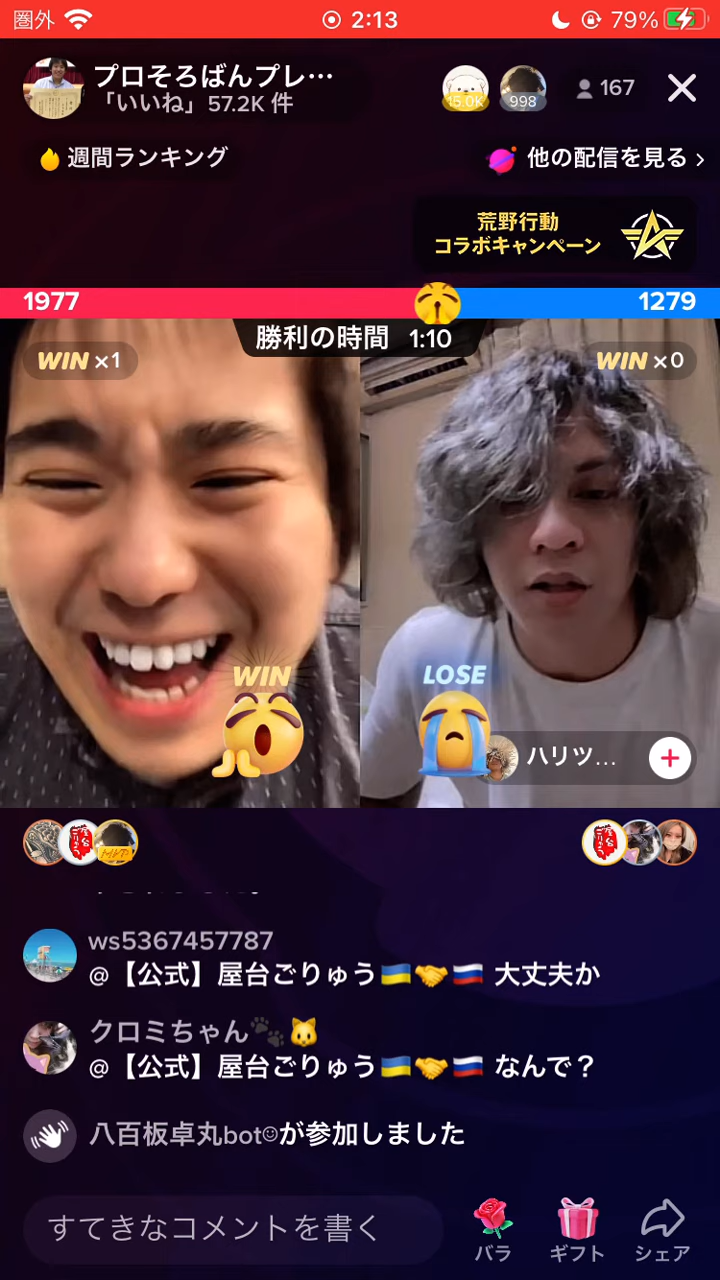 圏外 2:13 79%
プロそろばんプレ…
「いいね」57.2K 件
15.0K 998 167
週間ランキング
他の配信を見る
荒野行動
コラボキャンペーン
1977 1279
勝利の時間 1:10
WIN ×1 WIN ×0
WIN LOSE
ハリツ…
ws5367457787
@【公式】屋台ごりゅう🇺🇦🤝🇷🇺 大丈夫か
クロミちゃん🐾🐱
@【公式】屋台ごりゅう🇺🇦🤝🇷🇺 なんで？
八百板卓丸bot☺が参加しました
すてきなコメントを書く
バラ ギフト シェア